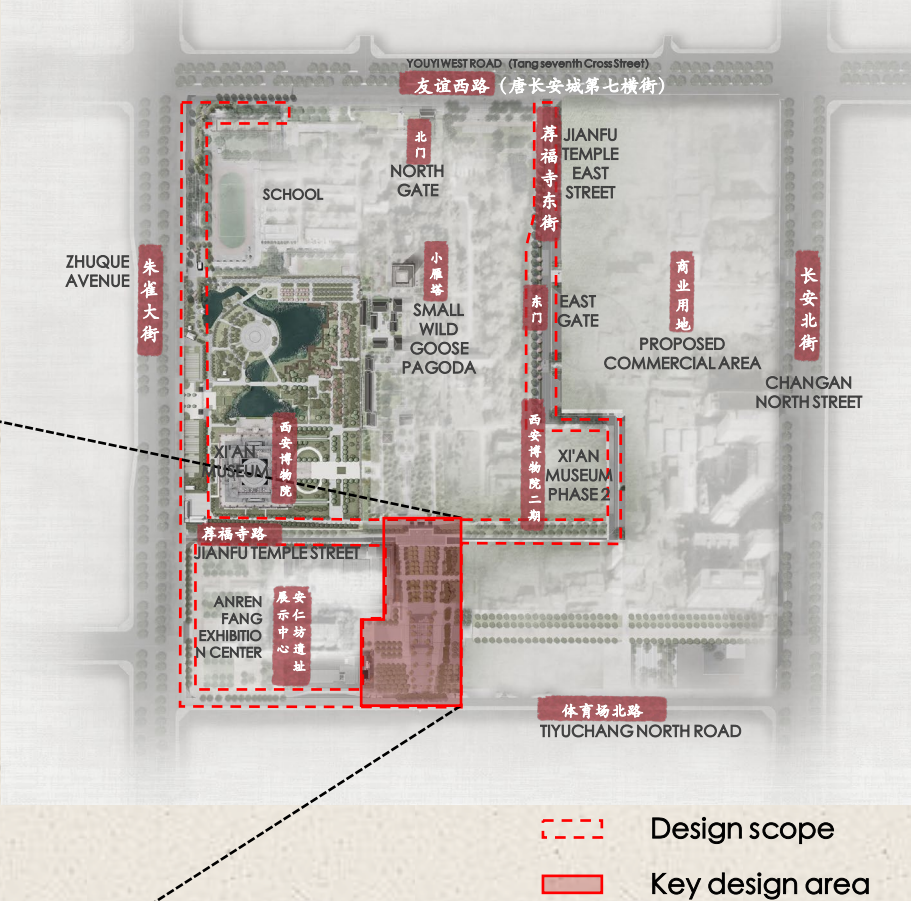 YOUYI WEST ROAD (Tang seventh Cross Street)
友谊西路（唐长安城第七横街）
北门
NORTH
GATE
荐福寺东街
JIANFU
TEMPLE
EAST
STREET
SCHOOL
ZHUQUE
AVENUE
朱雀大街
小雁塔
SMALL
WILD
GOOSE
PAGODA
东门
EAST
GATE
商业用地
PROPOSED
COMMERCIAL AREA
长安北街
CHANGAN
NORTH STREET
XI'AN
MUSEUM
西安博物院
西安博物院二期
XI'AN
MUSEUM
PHASE 2
荐福寺路
JIANFU TEMPLE STREET
ANREN
FANG
EXHIBITIO
N CENTER
安仁坊遗址
展示中心
体育场北路
TIYUCHANG NORTH ROAD
Design scope
Key design area